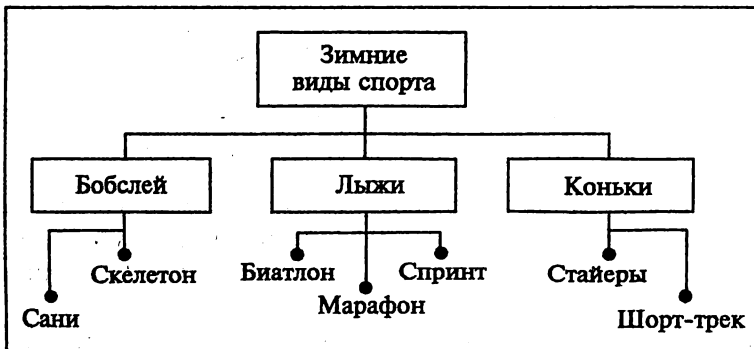 Зимние
виды спорта
Бобслей
Лыжи
Коньки
Скелетон
Биатлон
Спринт
Стайеры
Сани
Марафон
Шорт-трек